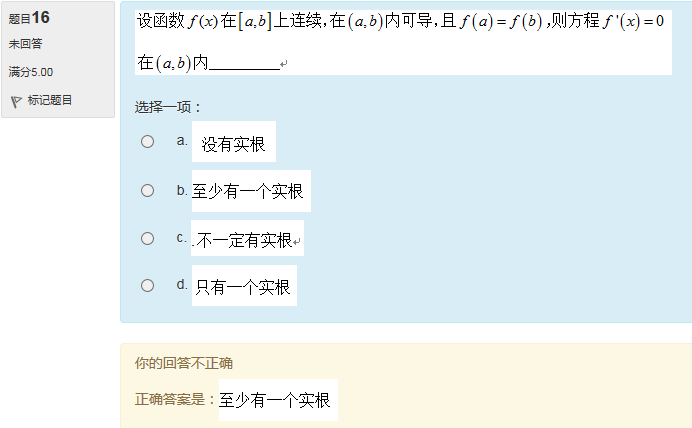 题目16
未回答
满分5.00
标记题目
设函数 f(x) 在 [a,b] 上连续,在 (a,b) 内可导,且 f(a) = f(b) ,则方程 f '(x) = 0
在 (a,b) 内_________↵
选择一项：
a. 没有实根
b. 至少有一个实根
c. .不一定有实根↵
d. 只有一个实根
你的回答不正确
正确答案是：至少有一个实根